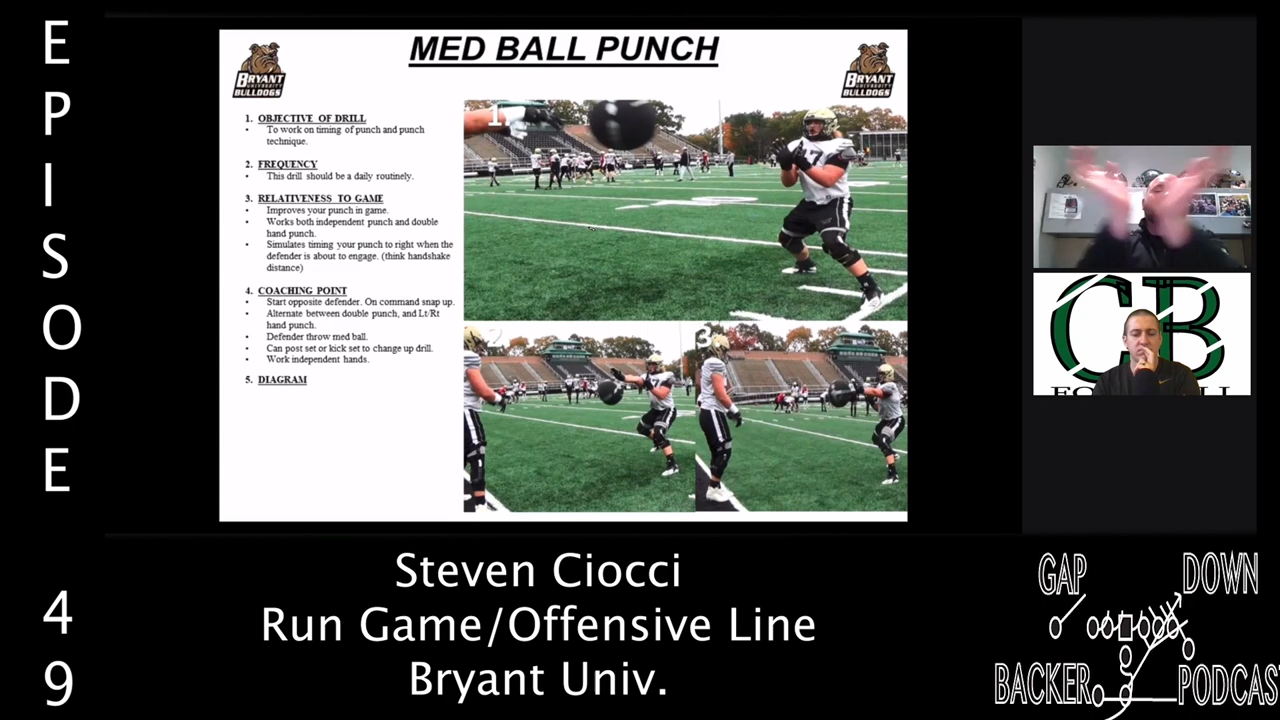 EPISODE
49
MED BALL PUNCH
BRYANT
UNIVERSITY
BULLDOGS
BRYANT
UNIVERSITY
BULLDOGS
1. OBJECTIVE OF DRILL
• To work on timing of punch and punch
technique.
2. FREQUENCY
• This drill should be a daily routinely.
3. RELATIVENESS TO GAME
• Improves your punch in game.
• Works both independent punch and double
hand punch.
• Simulates timing your punch to right when the
defender is about to engage. (think handshake
distance)
4. COACHING POINT
• Start opposite defender. On command snap up.
• Alternate between double punch, and Lt/Rt
hand punch.
• Defender throw med ball.
• Can post set or kick set to change up drill.
• Work independent hands.
5. DIAGRAM
1
2
3
CB
Steven Ciocci
Run Game/Offensive Line
Bryant Univ.
GAP DOWN
BACKER PODCAST